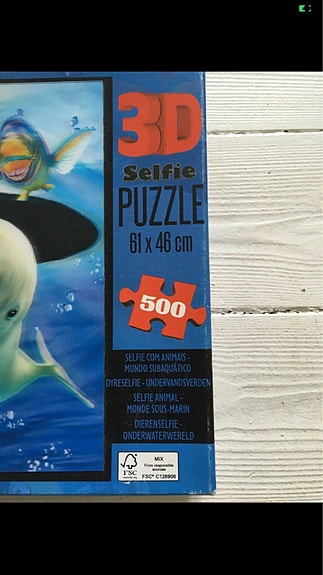 3D
Selfie
PUZZLE
61 x 46 cm
500
SELFIE COM ANIMAIS -
MUNDO SUBAQUÁTICO
DYRESELFIE - UNDERVANDSVERDEN
SELFIE ANIMAL -
MONDE SOUS-MARIN
DIERENSELFIE -
ONDERWATERWERELD
FSC
MIX
From responsible
sources
FSC® C126906